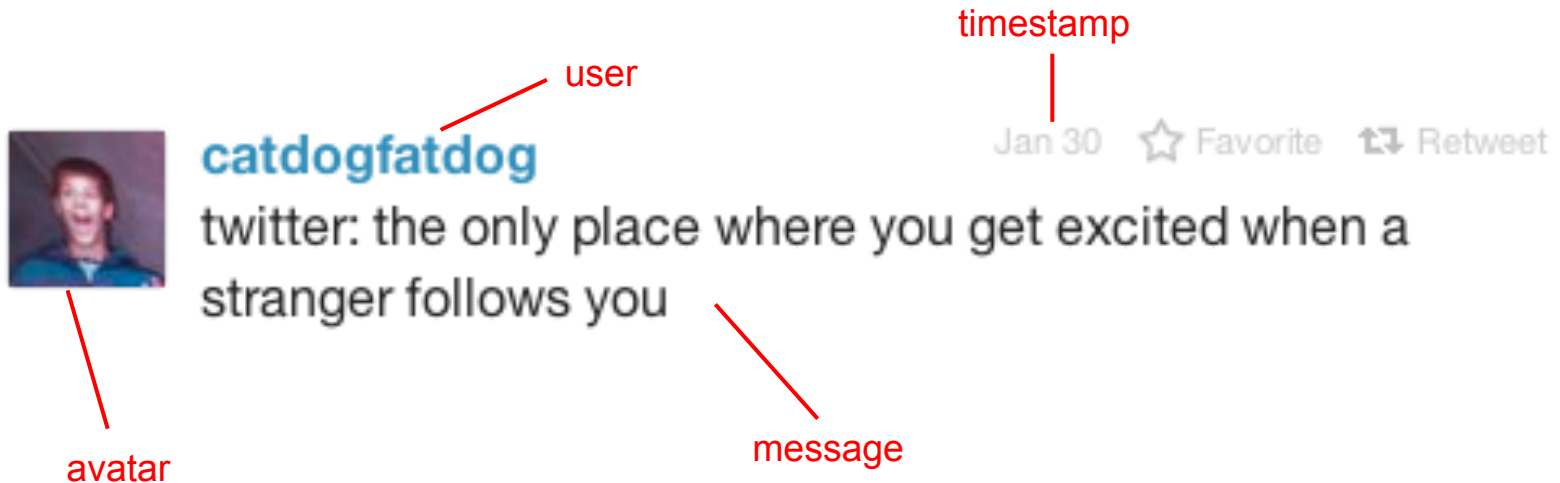 timestamp
user
catdogfatdog
Jan 30 Favorite Retweet
twitter: the only place where you get excited when a
stranger follows you
message
avatar